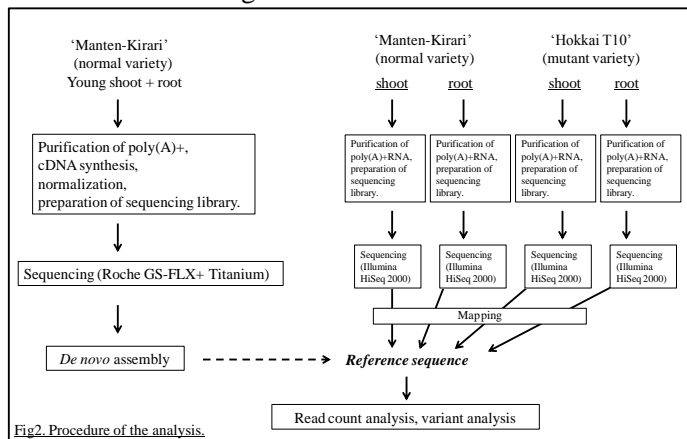 'Manten-Kirari'
(normal variety)
Young shoot + root
Purification of poly(A)+,
cDNA synthesis,
normalization,
preparation of sequencing library.
Sequencing (Roche GS-FLX+ Titanium)
De novo assembly
'Manten-Kirari'
(normal variety)
shoot
root
'Hokkai T10'
(mutant variety)
shoot
root
Purification of
poly(A)+RNA,
preparation of
sequencing
library.
Purification of
poly(A)+RNA,
preparation of
sequencing
library.
Purification of
poly(A)+RNA,
preparation of
sequencing
library.
Purification of
poly(A)+RNA,
preparation of
sequencing
library.
Sequencing
(Illumina
HiSeq 2000)
Sequencing
(Illumina
HiSeq 2000)
Sequencing
(Illumina
HiSeq 2000)
Sequencing
(Illumina
HiSeq 2000)
Mapping
Reference sequence
Read count analysis, variant analysis
Fig2. Procedure of the analysis.